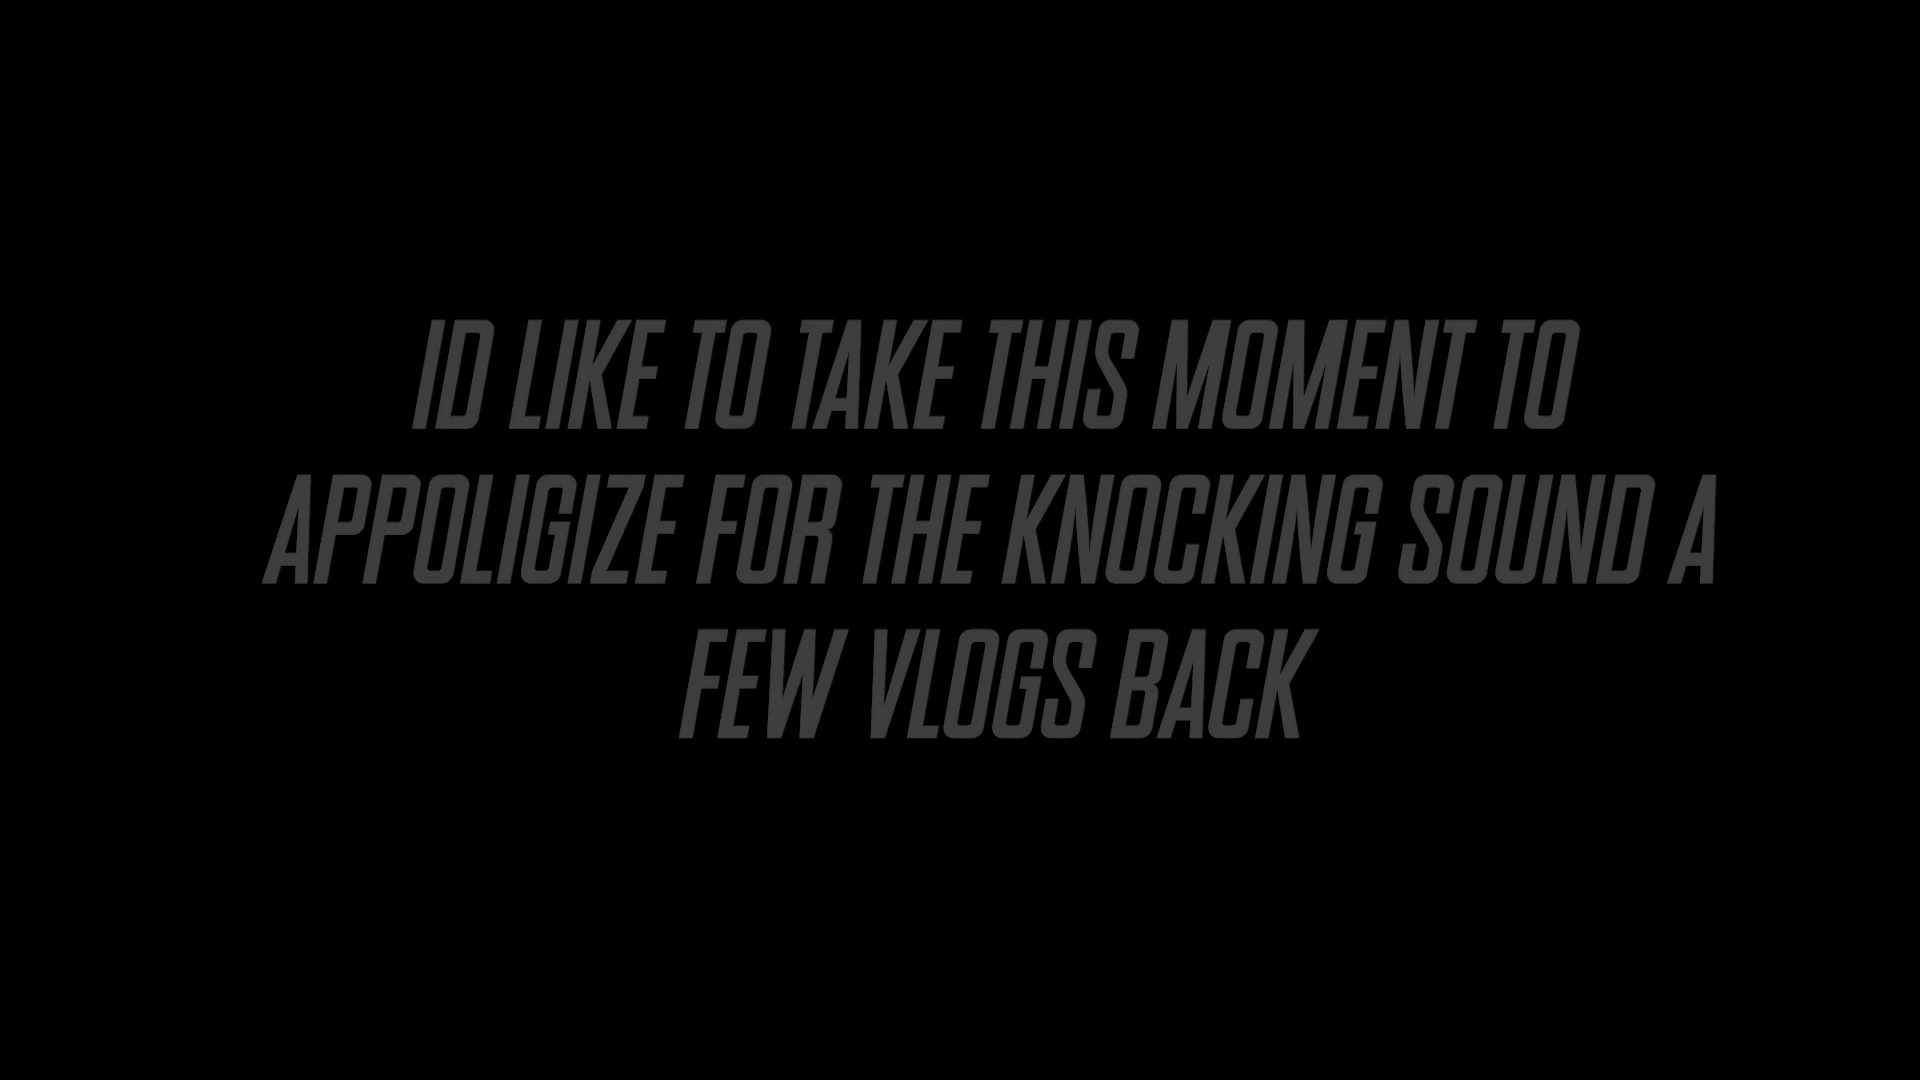 ID LIKE TO TAKE THIS MOMENT TO
APPOLIGIZE FOR THE KNOCKING SOUND A
FEW VLOGS BACK